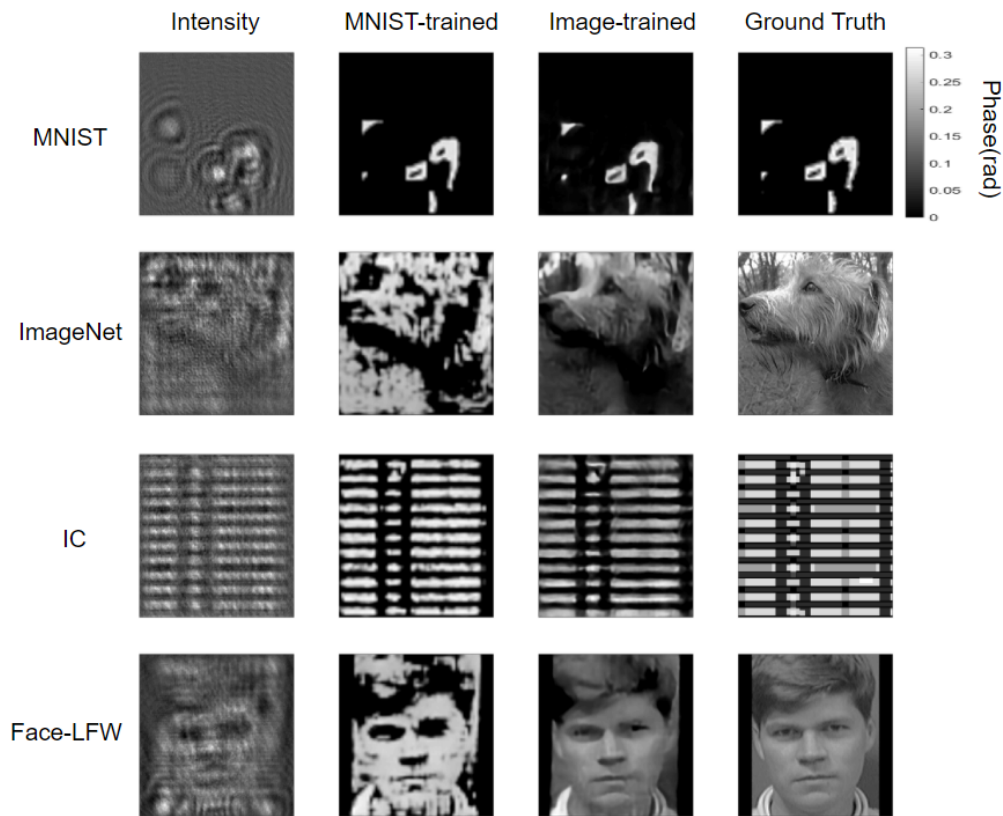 Intensity
MNIST-trained
Image-trained
Ground Truth
MNIST
0.3
0.25
0.2
0.15
0.1
0.05
0
Phase(rad)
ImageNet
IC
Face-LFW